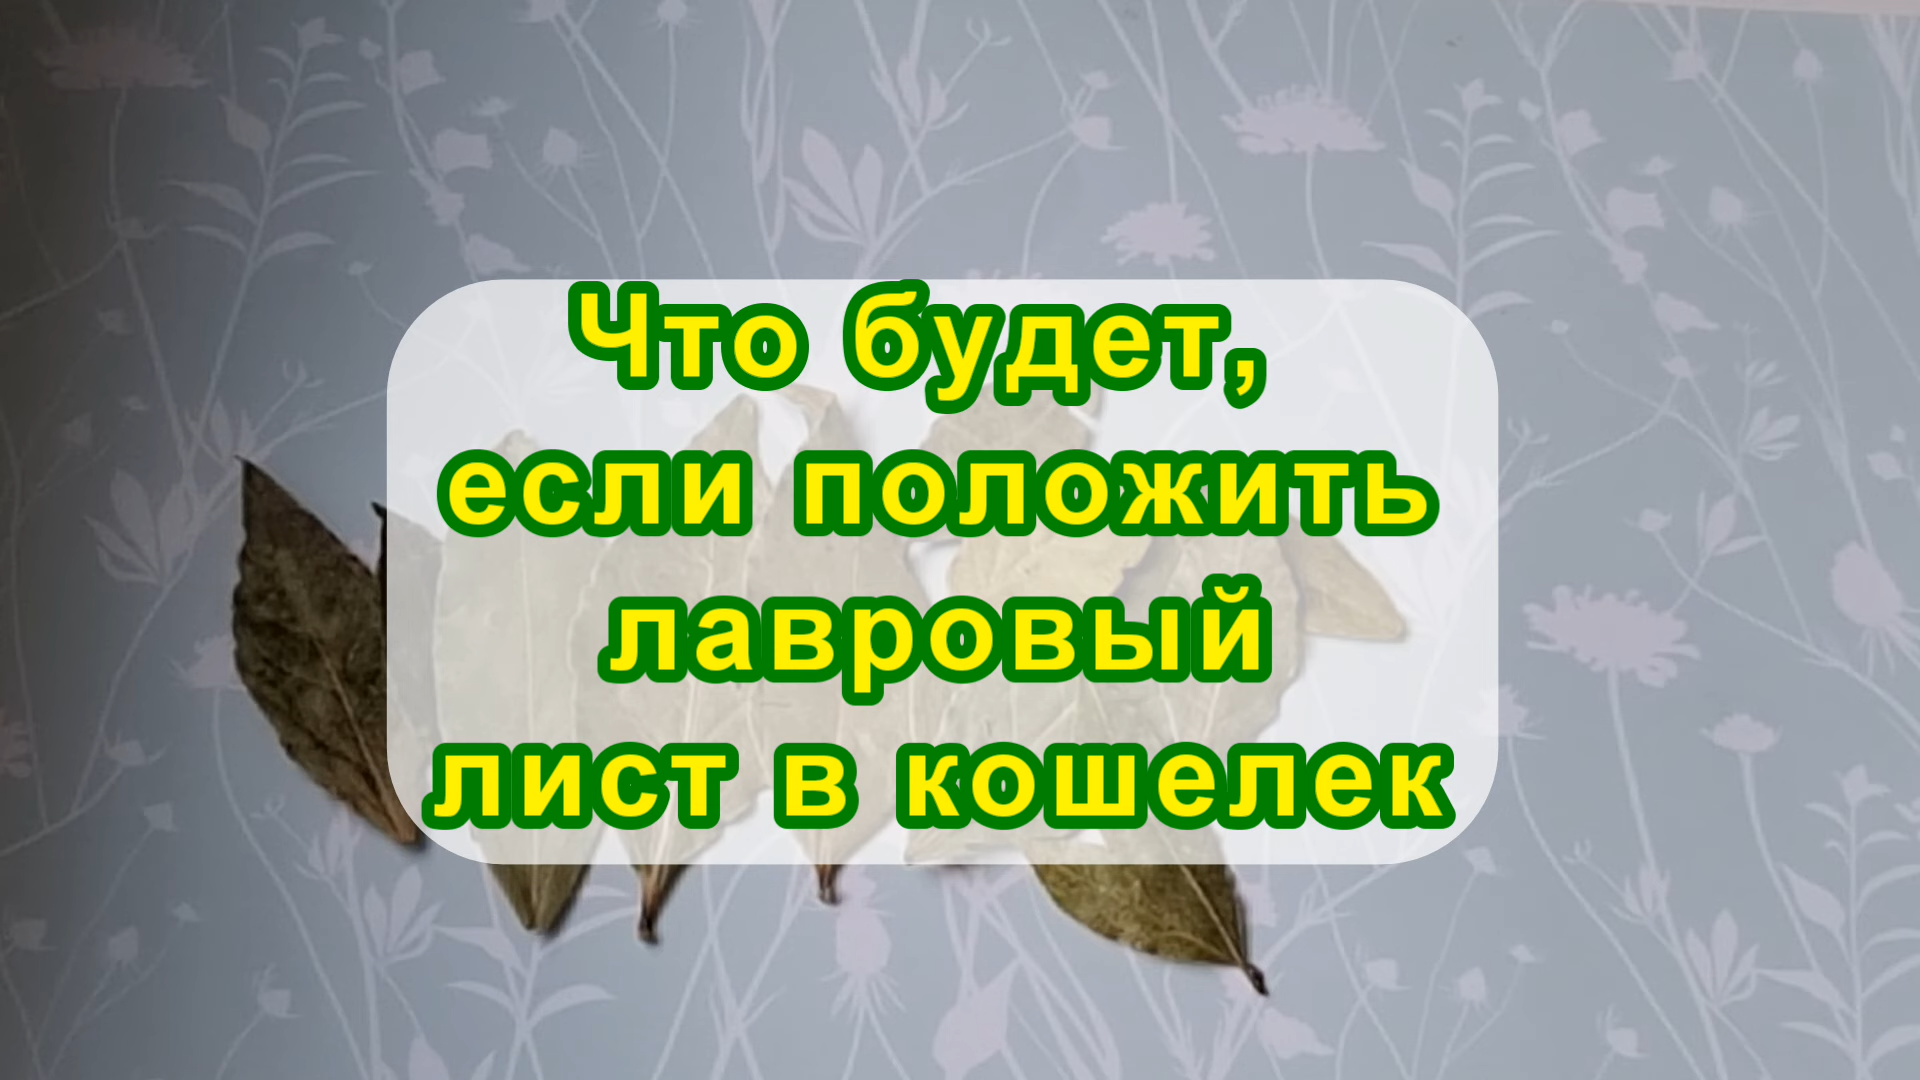 Что будет,
если положить
лавровый
лист в кошелек